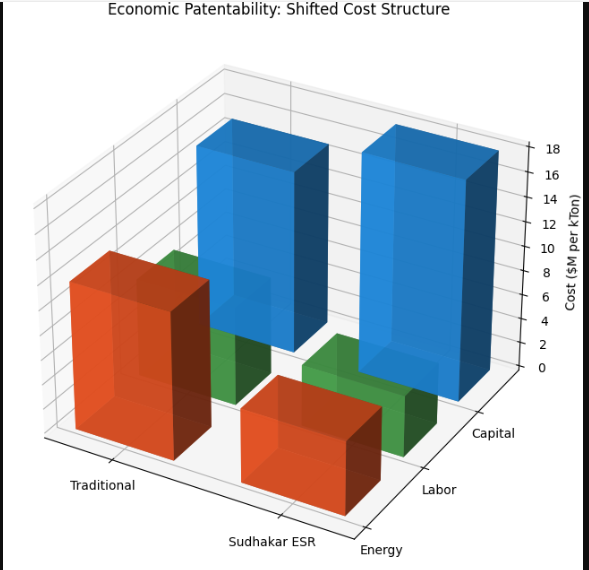 Economic Patentability: Shifted Cost Structure
18
16
14
12
10
8
6
4
2
0
Cost ($M per kTon)
Capital
Labor
Energy
Traditional
Sudhakar ESR